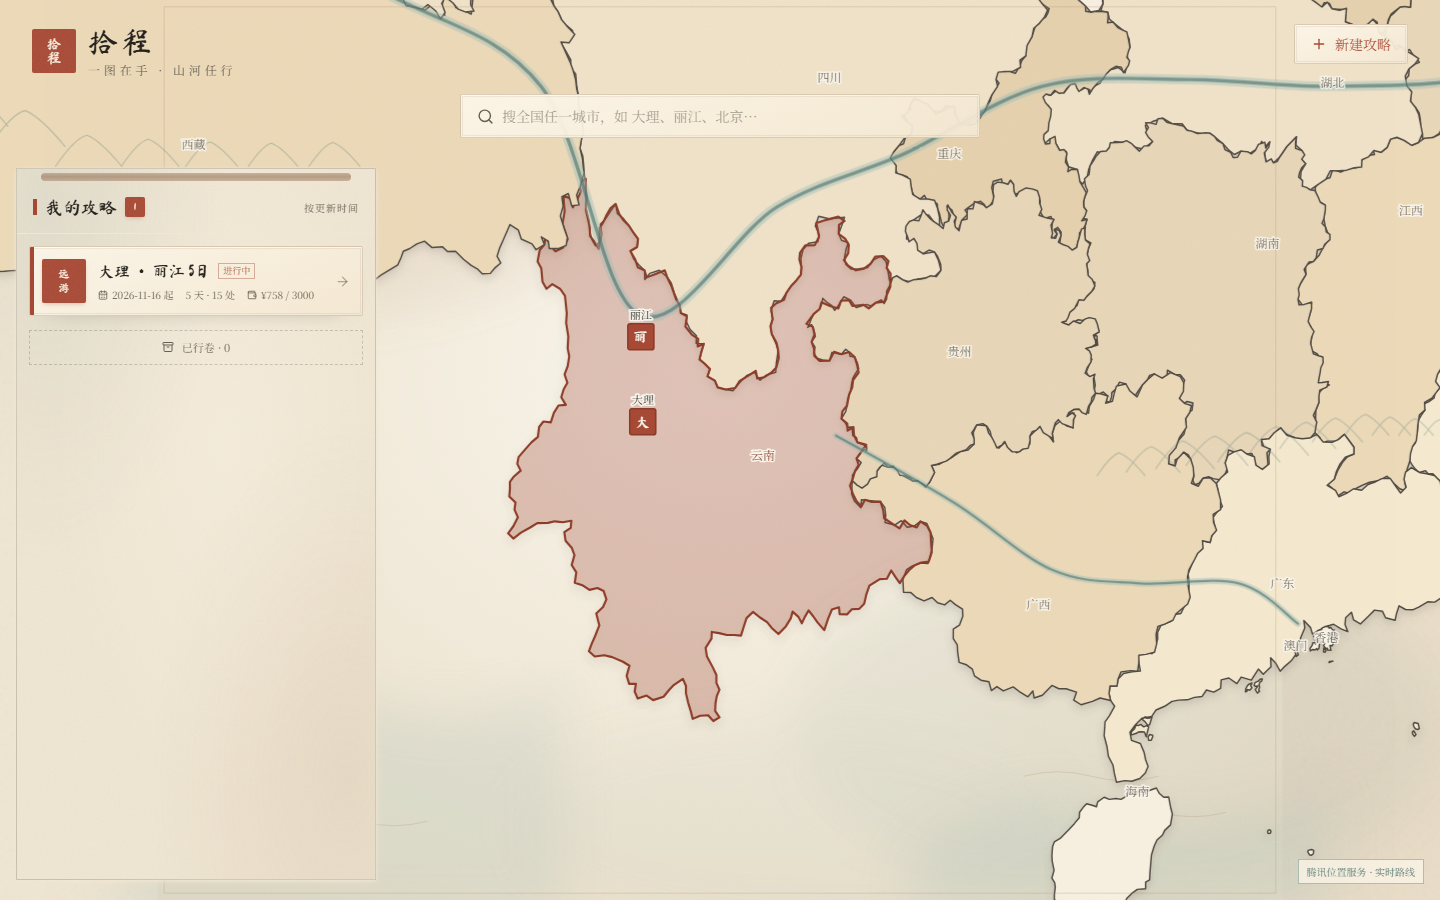 拾程
拾程
一图在手 · 山河任行
新建攻略
搜全国任一城市，如 大理、丽江、北京…
四川
湖北
西藏
重庆
江西
湖南
我的攻略 1
按更新时间
远游
大理·丽江5日 进行中
2026-11-16 起 5 天·15 处 ¥758 / 3000
已行卷·0
丽江
丽
贵州
大理
大
云南
广东
广西
澳门
香港
海南
腾讯位置服务·实时路线